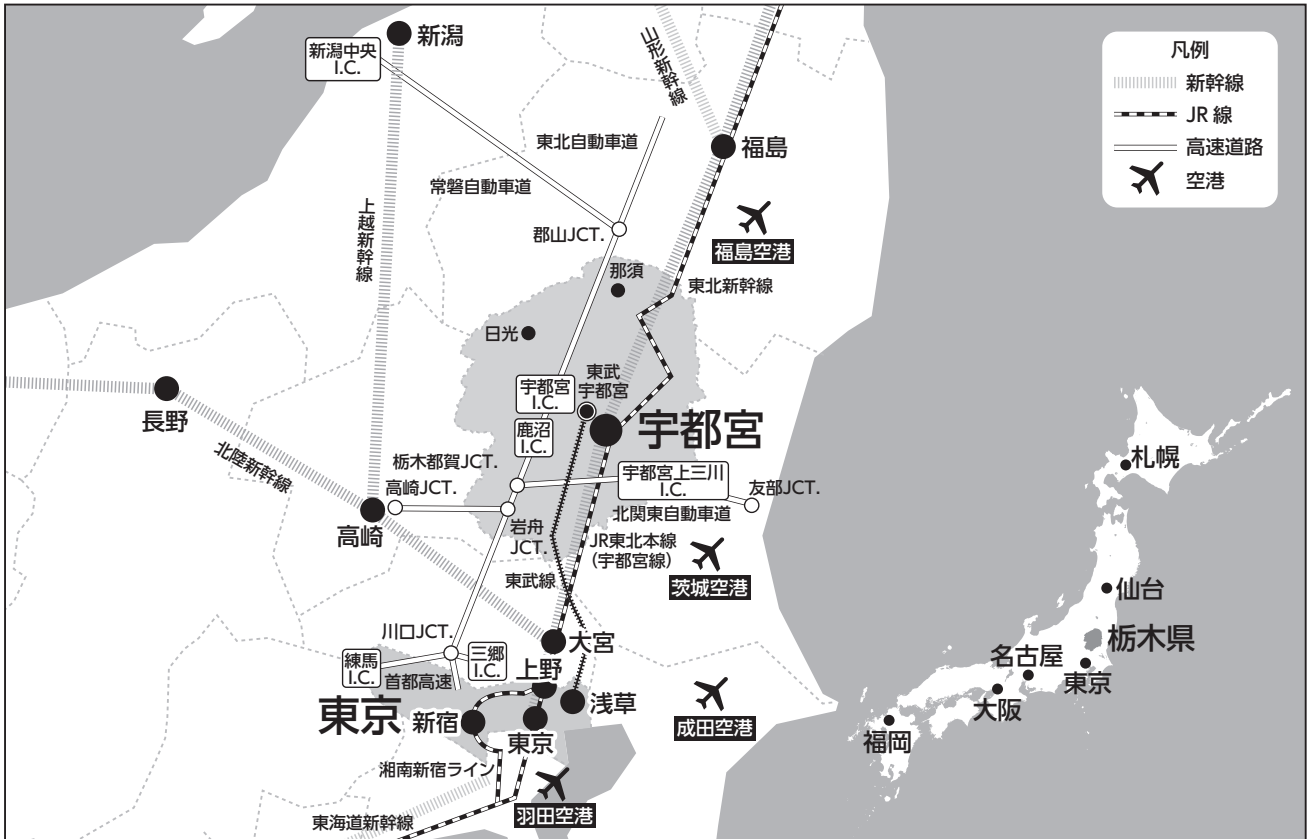 新潟
新潟中央
I.C.
山形新幹線
凡例
新幹線
JR 線
高速道路
空港
東北自動車道
福島
常磐自動車道
上越新幹線
郡山JCT.
福島空港
那須
東北新幹線
日光
東武
宇都宮
宇都宮
I.C.
長野
鹿沼
I.C.
宇都宮
北陸新幹線
栃木都賀JCT.
高崎JCT.
宇都宮上三川
I.C.
友部JCT.
北関東自動車道
高崎
岩舟
JCT.
JR東北本線
（宇都宮線）
東武線
茨城空港
札幌
仙台
栃木県
名古屋
東京
大阪
福岡
川口JCT.
大宮
練馬
I.C.
三郷
I.C.
首都高速
上野
東京
新宿
浅草
東京
成田空港
湘南新宿ライン
羽田空港
東海道新幹線